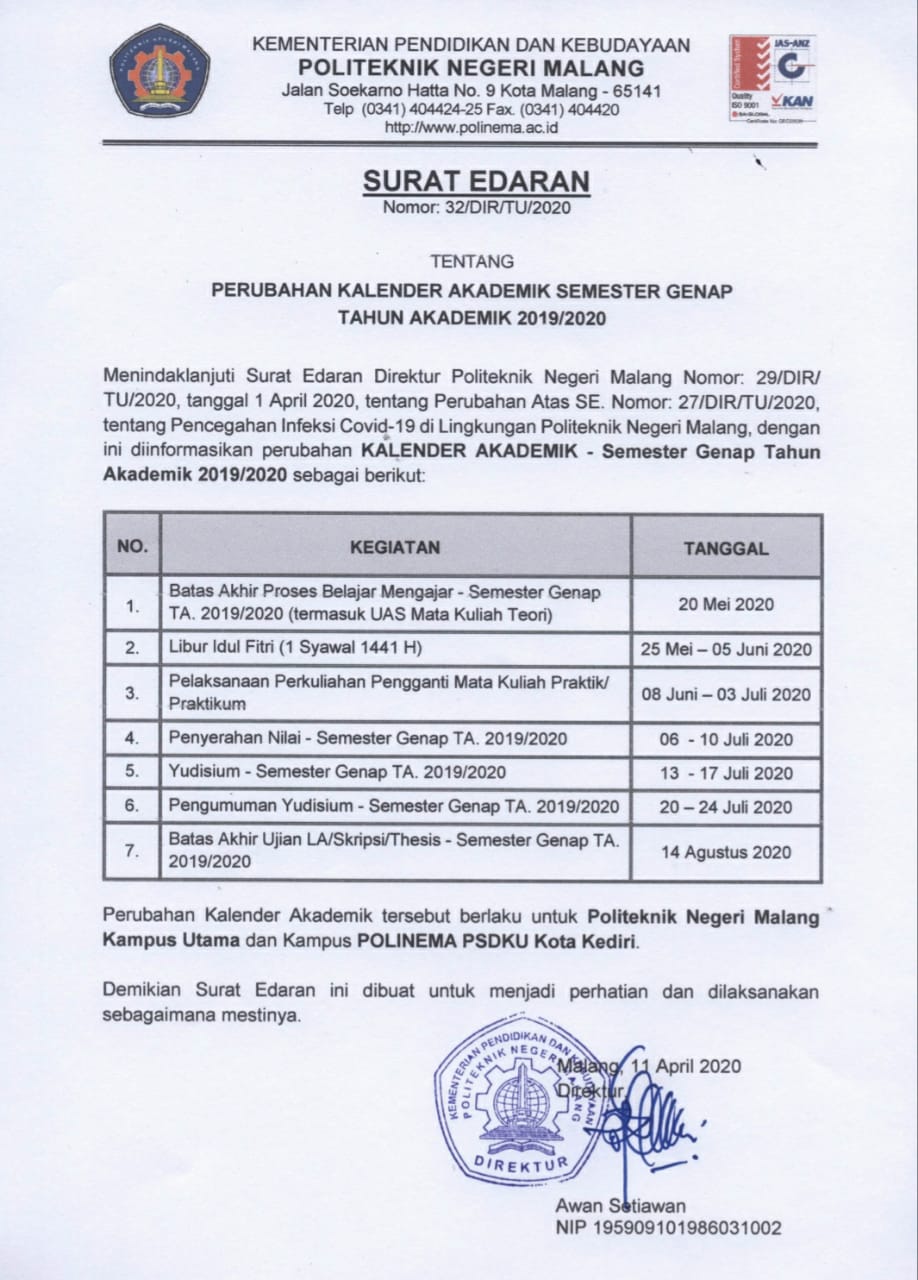 KEMENTERIAN PENDIDIKAN DAN KEBUDAYAAN
POLITEKNIK NEGERI MALANG
Jalan Soekarno Hatta No. 9 Kota Malang - 65141
Telp (0341) 404424-25 Fax. (0341) 404420
http://www.polinema.ac.id
JAS-ANZ
Quality
ISO 9001
KAN
SURAT EDARAN
Nomor: 32/DIR/TU/2020
TENTANG
PERUBAHAN KALENDER AKADEMIK SEMESTER GENAP
TAHUN AKADEMIK 2019/2020
Menindaklanjuti Surat Edaran Direktur Politeknik Negeri Malang Nomor: 29/DIR/
TU/2020, tanggal 1 April 2020, tentang Perubahan Atas SE. Nomor: 27/DIR/TU/2020,
tentang Pencegahan Infeksi Covid-19 di Lingkungan Politeknik Negeri Malang, dengan
ini diinformasikan perubahan KALENDER AKADEMIK - Semester Genap Tahun
Akademik 2019/2020 sebagai berikut:
NO. KEGIATAN TANGGAL
1. Batas Akhir Proses Belajar Mengajar - Semester Genap
TA. 2019/2020 (termasuk UAS Mata Kuliah Teori) 20 Mei 2020
2. Libur Idul Fitri (1 Syawal 1441 H) 25 Mei – 05 Juni 2020
3. Pelaksanaan Perkuliahan Pengganti Mata Kuliah Praktik/
Praktikum 08 Juni – 03 Juli 2020
4. Penyerahan Nilai - Semester Genap TA. 2019/2020 06 - 10 Juli 2020
5. Yudisium - Semester Genap TA. 2019/2020 13 - 17 Juli 2020
6. Pengumuman Yudisium - Semester Genap TA. 2019/2020 20 – 24 Juli 2020
7. Batas Akhir Ujian LA/Skripsi/Thesis - Semester Genap TA.
2019/2020 14 Agustus 2020
Perubahan Kalender Akademik tersebut berlaku untuk Politeknik Negeri Malang
Kampus Utama dan Kampus POLINEMA PSDKU Kota Kediri.
Demikian Surat Edaran ini dibuat untuk menjadi perhatian dan dilaksanakan
sebagaimana mestinya.
KEMENTERIAN PENDIDIKAN DAN KEBUDAYAAN
POLITEKNIK NEGERI MALANG
DIREKTUR
Malang, 11 April 2020
Direktur,
Awan Setiawan
NIP 195909101986031002